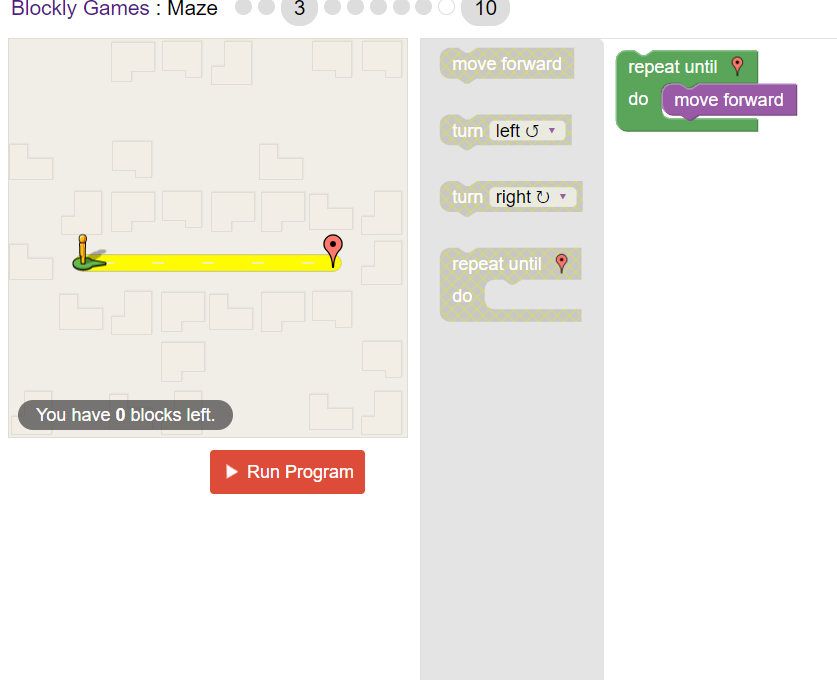 Blockly Games : Maze 3 10
move forward
turn left ↺ ▾
turn right ↻ ▾
repeat until
do
repeat until
do move forward
You have 0 blocks left.
Run Program